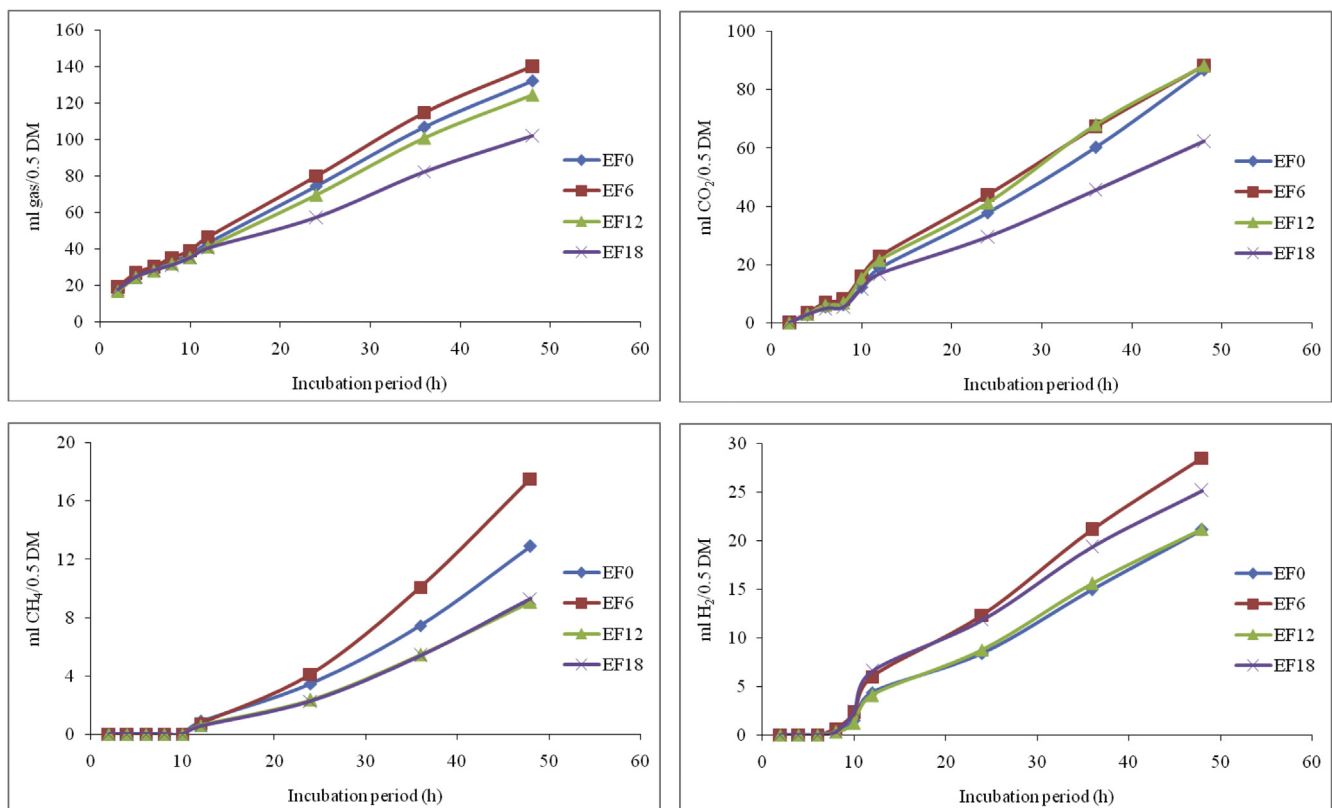 160
140
120
100
80
60
40
20
0
ml gas/0.5 DM
0 10 20 30 40 50 60
Incubation period (h)
EF0
EF6
EF12
EF18
100
80
60
40
20
0
ml CO₂/0.5 DM
0 10 20 30 40 50 60
Incubation period (h)
EF0
EF6
EF12
EF18
20
16
12
8
4
0
ml CH₄/0.5 DM
0 10 20 30 40 50 60
Incubation period (h)
EF0
EF6
EF12
EF18
30
25
20
15
10
5
0
ml H₂/0.5 DM
0 10 20 30 40 50 60
Incubation period (h)
EF0
EF6
EF12
EF18